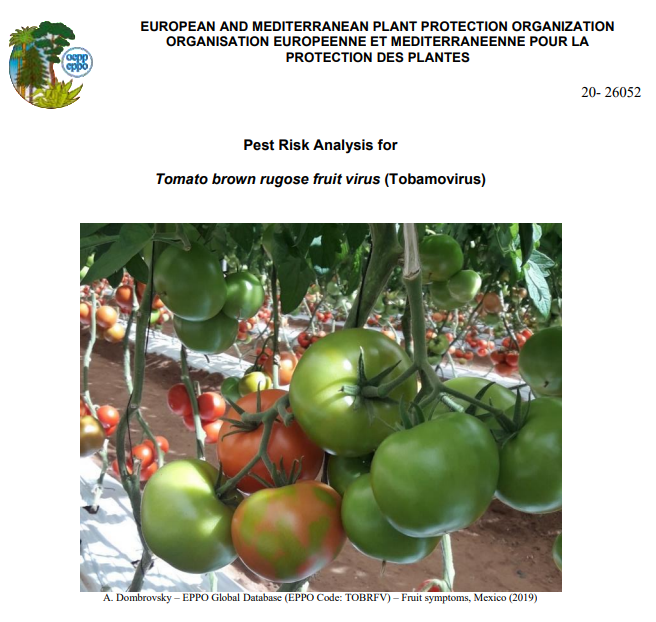 EUROPEAN AND MEDITERRANEAN PLANT PROTECTION ORGANIZATION
ORGANISATION EUROPEENNE ET MEDITERRANEENNE POUR LA
PROTECTION DES PLANTES
oepp
eppo
20- 26052
Pest Risk Analysis for
Tomato brown rugose fruit virus (Tobamovirus)
A. Dombrovsky – EPPO Global Database (EPPO Code: TOBRFV) – Fruit symptoms, Mexico (2019)